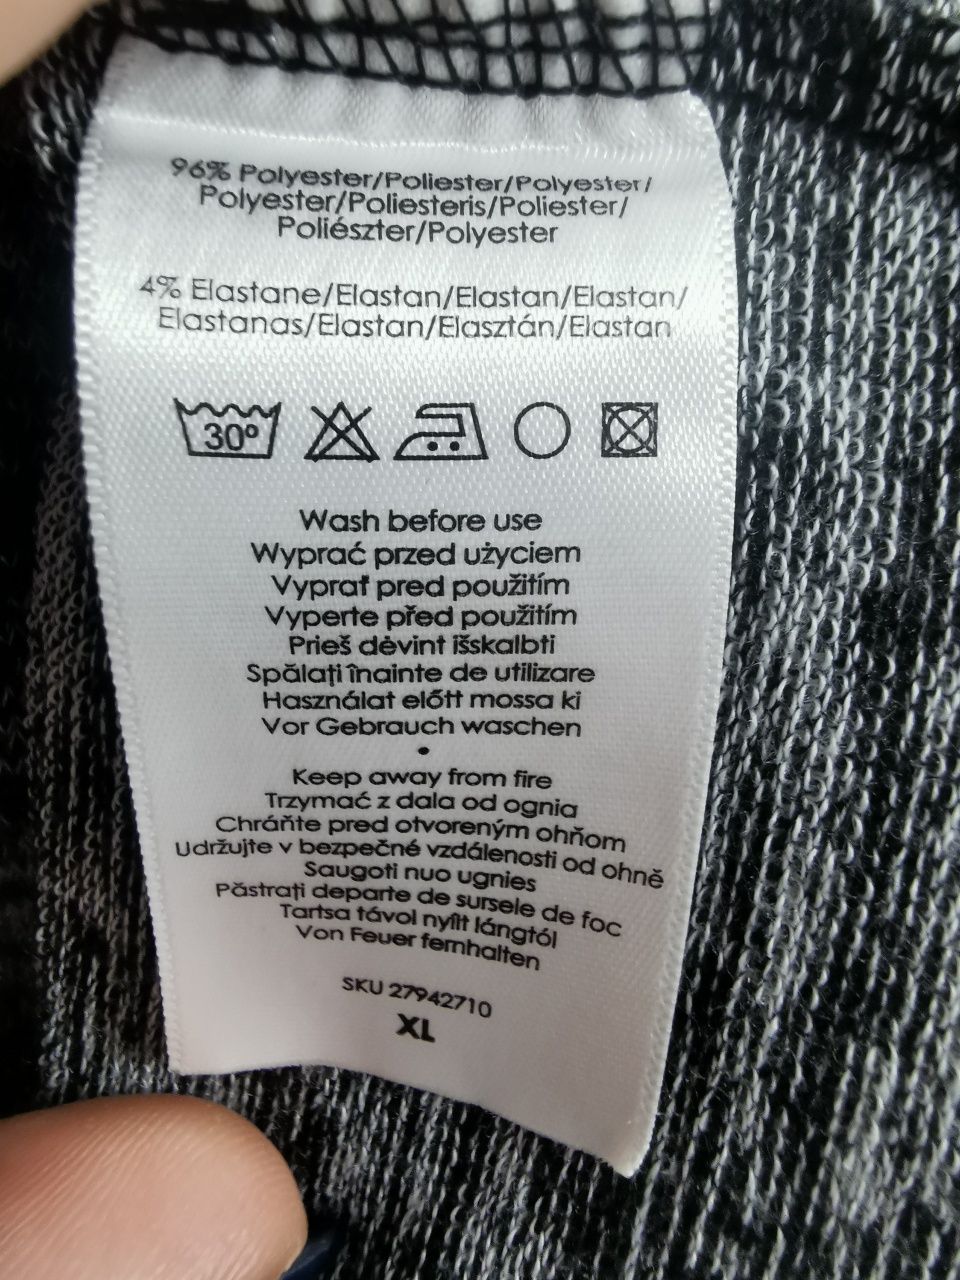 96% Polyester/Poliester/Polyester/
Polyester/Poliesteris/Poliester/
Poliészter/Polyester
4% Elastane/Elastan/Elastan/Elastan/
Elastanas/Elastan/Elasztán/Elastan
30º
Wash before use
Wyprać przed użyciem
Vyprať pred použitím
Vyperte před použitím
Prieš dėvint išskalbti
Spălaţi înainte de utilizare
Használat előtt mossa ki
Vor Gebrauch waschen
•
Keep away from fire
Trzymać z dala od ognia
Chráňte pred otvoreným ohňom
Udržujte v bezpečné vzdálenosti od ohně
Saugoti nuo ugnies
Păstraţi departe de sursele de foc
Tartsa távol nyílt lángtól
Von Feuer fernhalten
SKU 27942710
XL